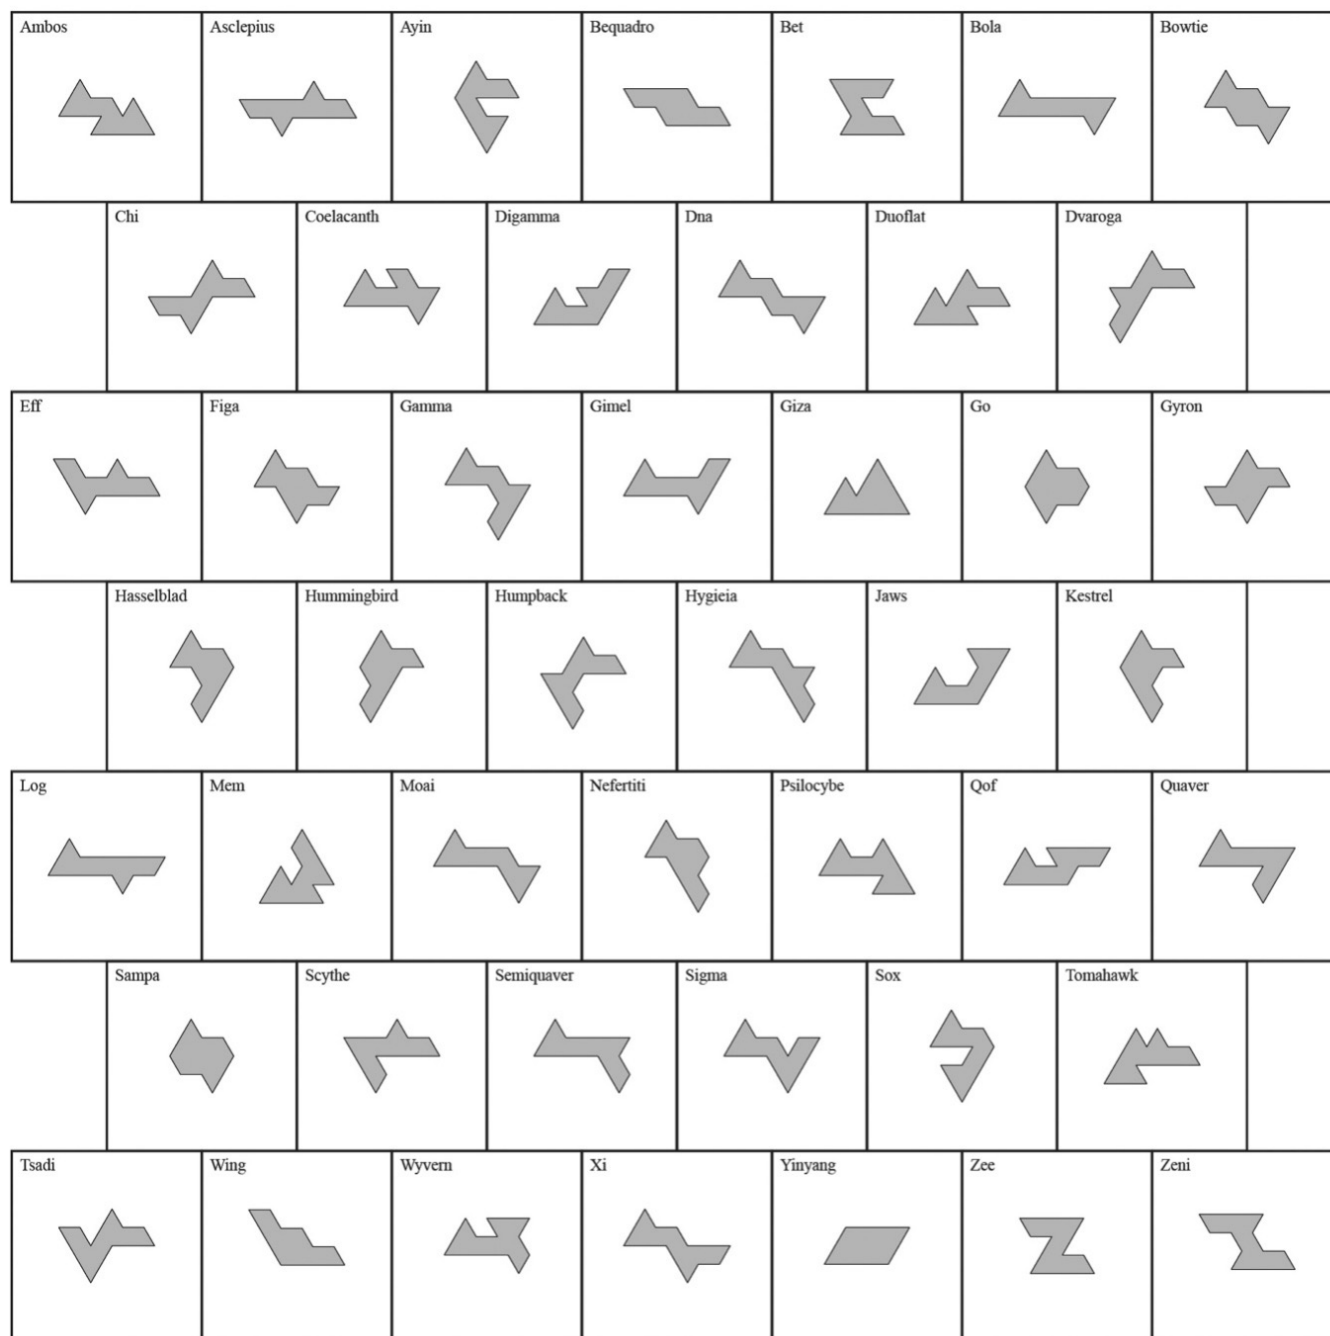 Ambos Asclepius Ayin Bequadro Bet Bola Bowtie
Chi Coelacanth Digamma Dna Duoflat Dvaroga
Eff Figa Gamma Gimel Giza Go Gyron
Hasselblad Hummingbird Humpback Hygieia Jaws Kestrel
Log Mem Moai Nefertiti Psilocybe Qof Quaver
Sampa Scythe Semiquaver Sigma Sox Tomahawk
Tsadi Wing Wyvern Xi Yinyang Zee Zeni